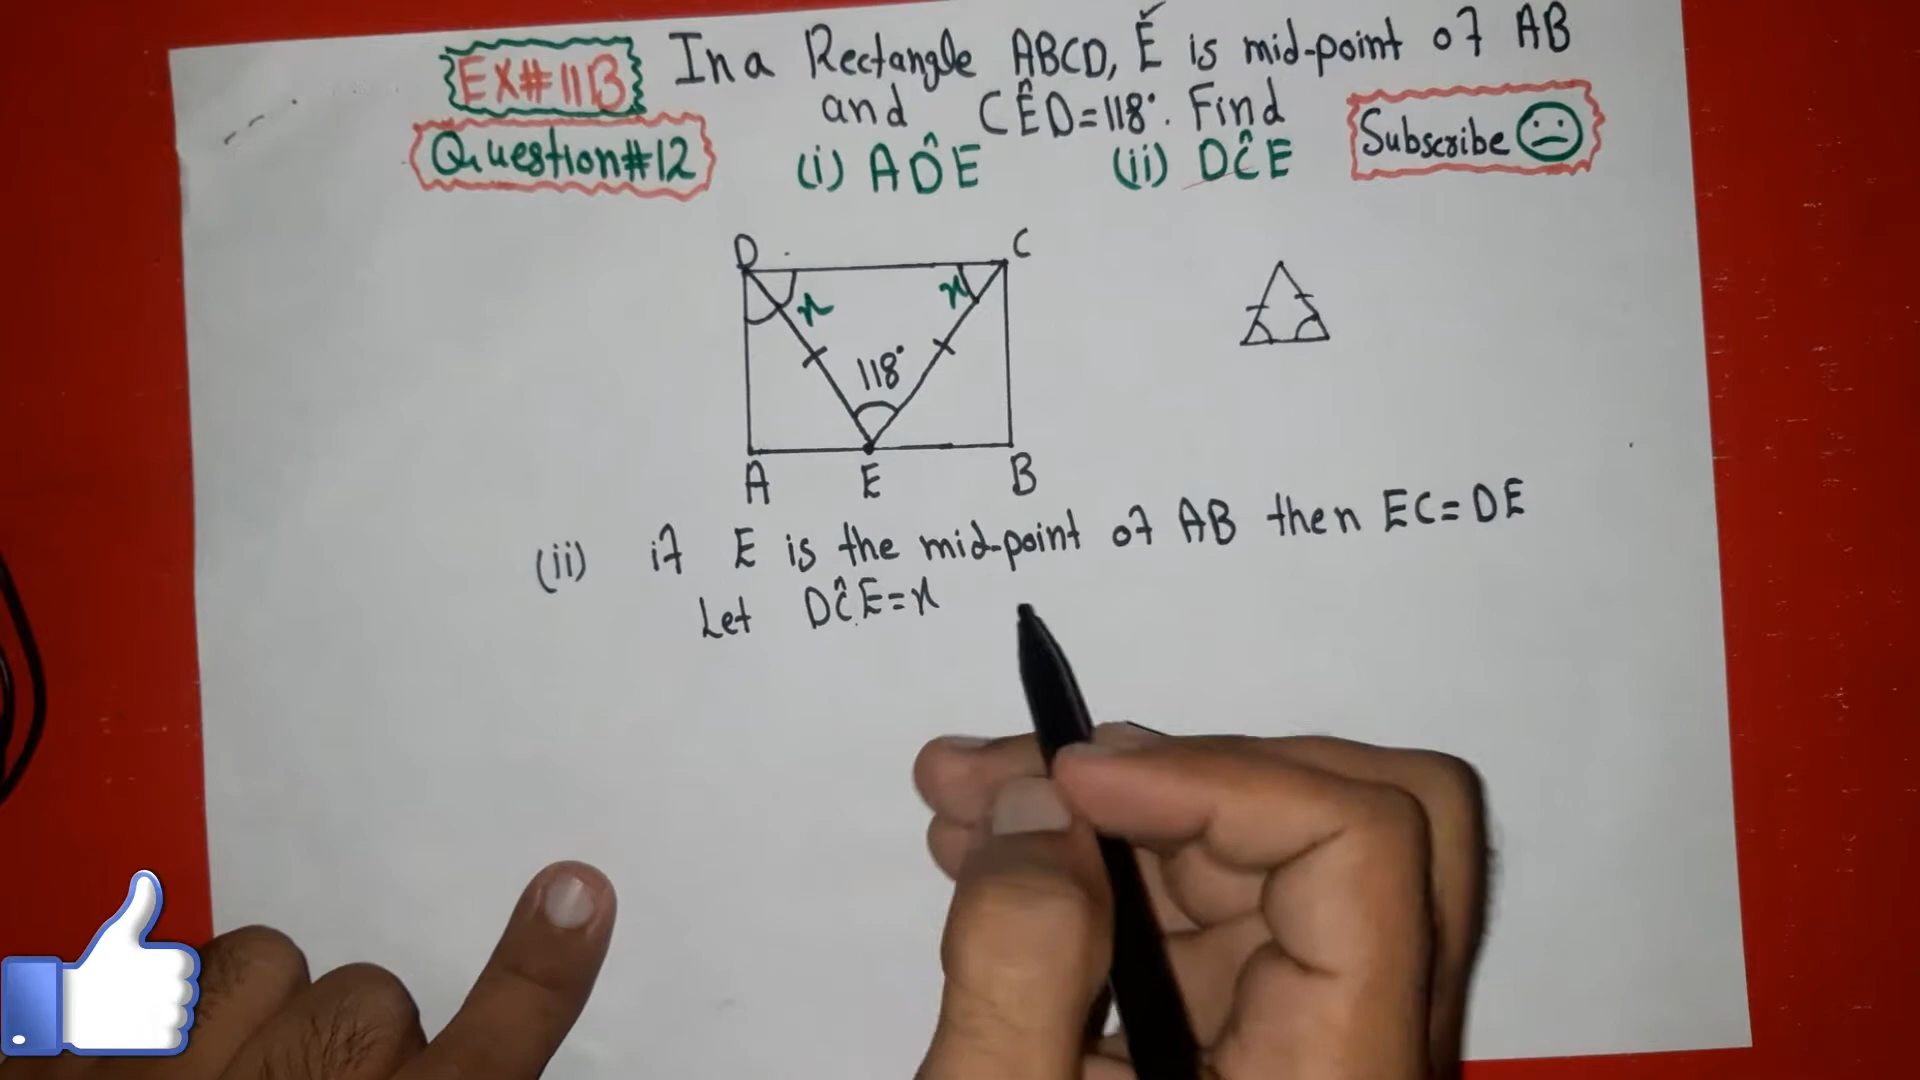 EX#11B
In a Rectangle ABCD, E is mid-point of AB
and CÊD=118°. Find
Question#12
(i) AD̂E (ii) DĈE
Subscribe
D C
x x
118°
A E B
(ii) if E is the mid-point of AB then EC=DE
Let DĈE=x